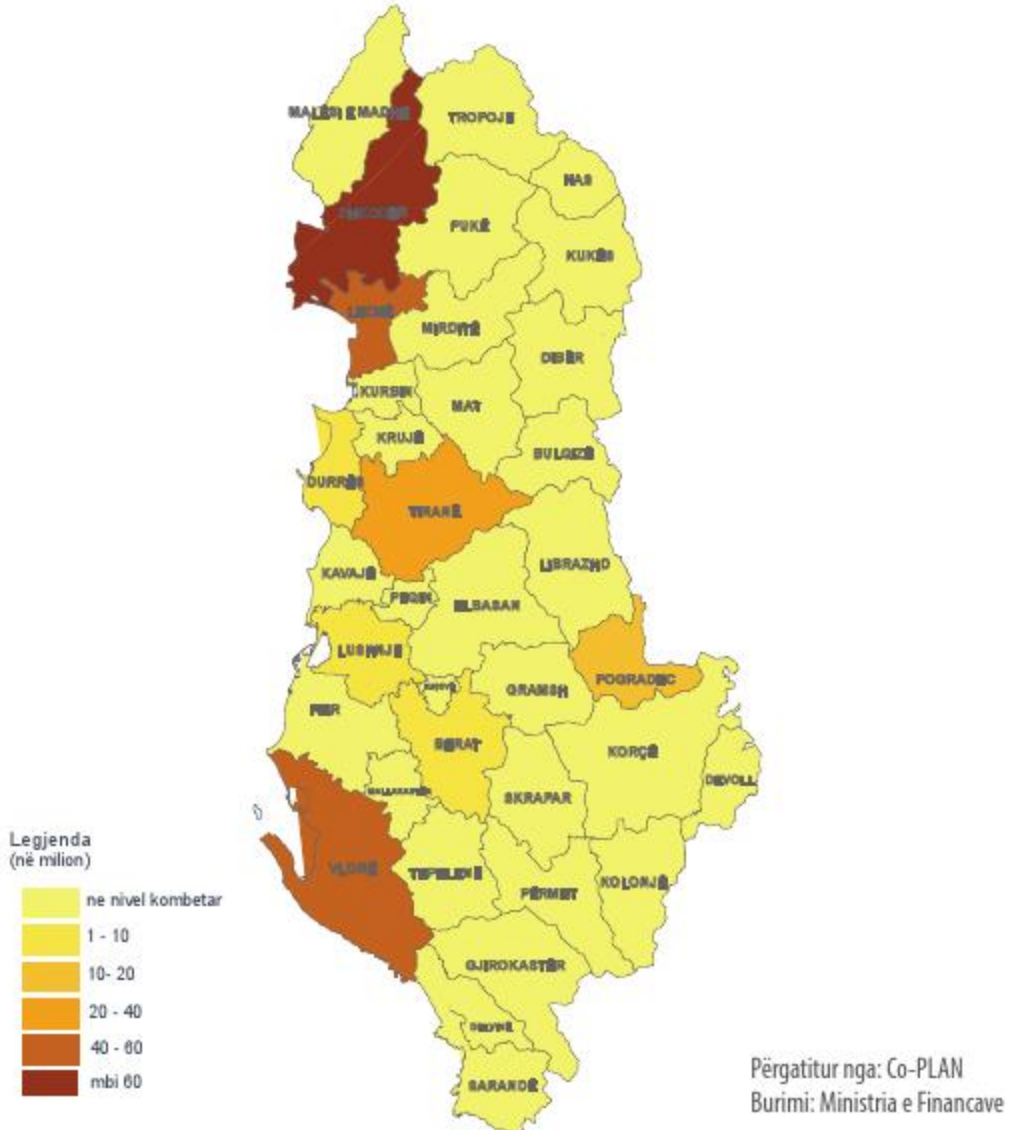 MALËSI E MADHE
TROPOJE
HAS
PUKË
KUKËS
LEZHË
MIRDITË
DIBËR
KURBIN
MAT
KRUJË
BULQIZË
DURRËS
TIRANË
LIBRAZHD
KAVAJË
PEQIN
ELBASAN
LUSHNJE
POGRADEC
GRAMSH
FIER
BERAT
KORÇË
DEVOLL
SKRAPAR
VLORË
TEPELENË
PËRMET
KOLONJË
GJIROKASTËR
SARANDË
Legjenda
(në milion)
ne nivel kombetar
1 - 10
10- 20
20 - 40
40 - 60
mbi 60
Përgatitur nga: Co-PLAN
Burimi: Ministria e Financave